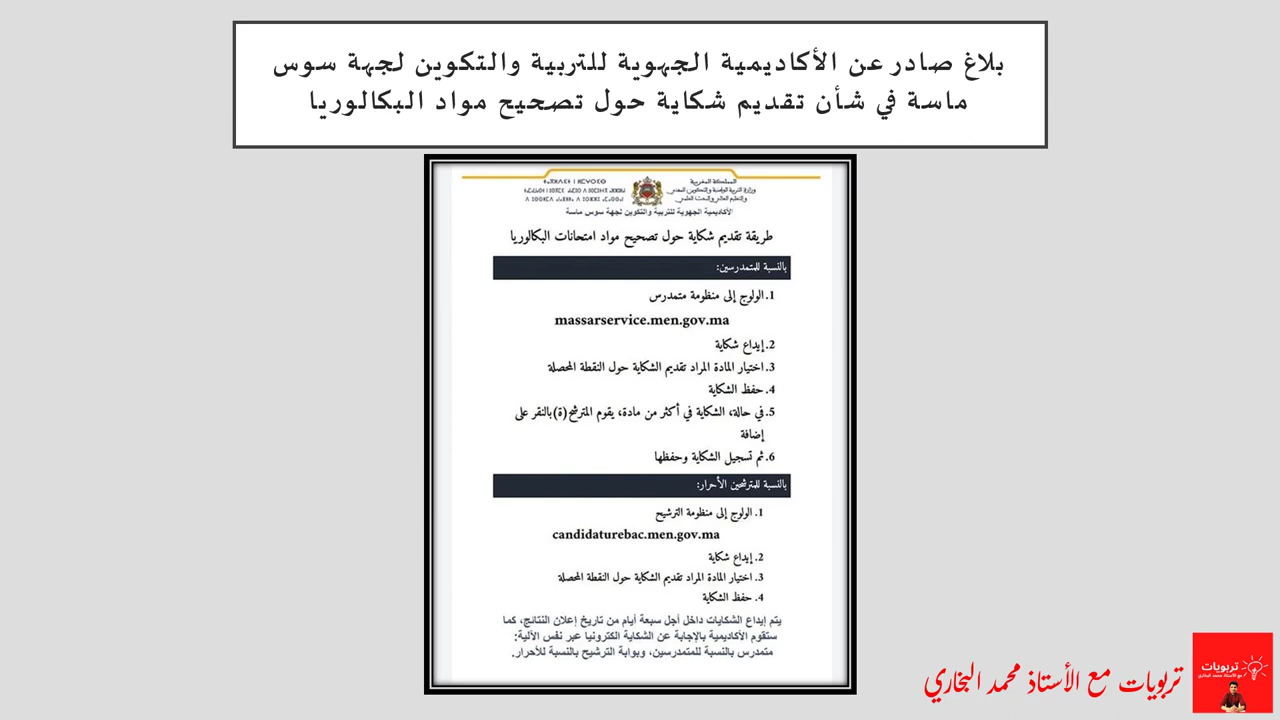 بلاغ صادر عن الأكاديمية الجهوية للتربية والتكوين لجهة سوس
ماسة في شأن تقديم شكاية حول تصحيح مواد البكالوريا
المملكة المغربية
وزارة التربية الوطنية والتكوين المهني
والتعليم العالي والبحث العلمي
الأكاديمية الجهوية للتربية والتكوين لجهة سوس ماسة
طريقة تقديم شكاية حول تصحيح مواد امتحانات البكالوريا
بالنسبة للمتمدرسين:
1. الولوج إلى منظومة متمدرس
massarservice.men.gov.ma
2. إيداع شكاية
3. اختيار المادة المراد تقديم الشكاية حول النقطة المحصلة
4. حفظ الشكاية
5. في حالة، الشكاية في أكثر من مادة، يقوم المترشح(ة) بالنقر على
إضافة
6. ثم تسجيل الشكاية وحفظها
بالنسبة للمترشحين الأحرار:
1. الولوج إلى منظومة الترشيح
candidaturebac.men.gov.ma
2. إيداع شكاية
3. اختيار المادة المراد تقديم الشكاية حول النقطة المحصلة
4. حفظ الشكاية
يتم إيداع الشكايات داخل أجل سبعة أيام من تاريخ إعلان النتائج، كما
ستقوم الأكاديمية بالإجابة عن الشكاية الكترونيا عبر نفس الآلية:
متمدرس بالنسبة للمتمدرسين، وبوابة الترشيح بالنسبة للأحرار.
تربويات مع الأستاذ محمد البخاري
تربويات
مع الأستاذ محمد البخاري